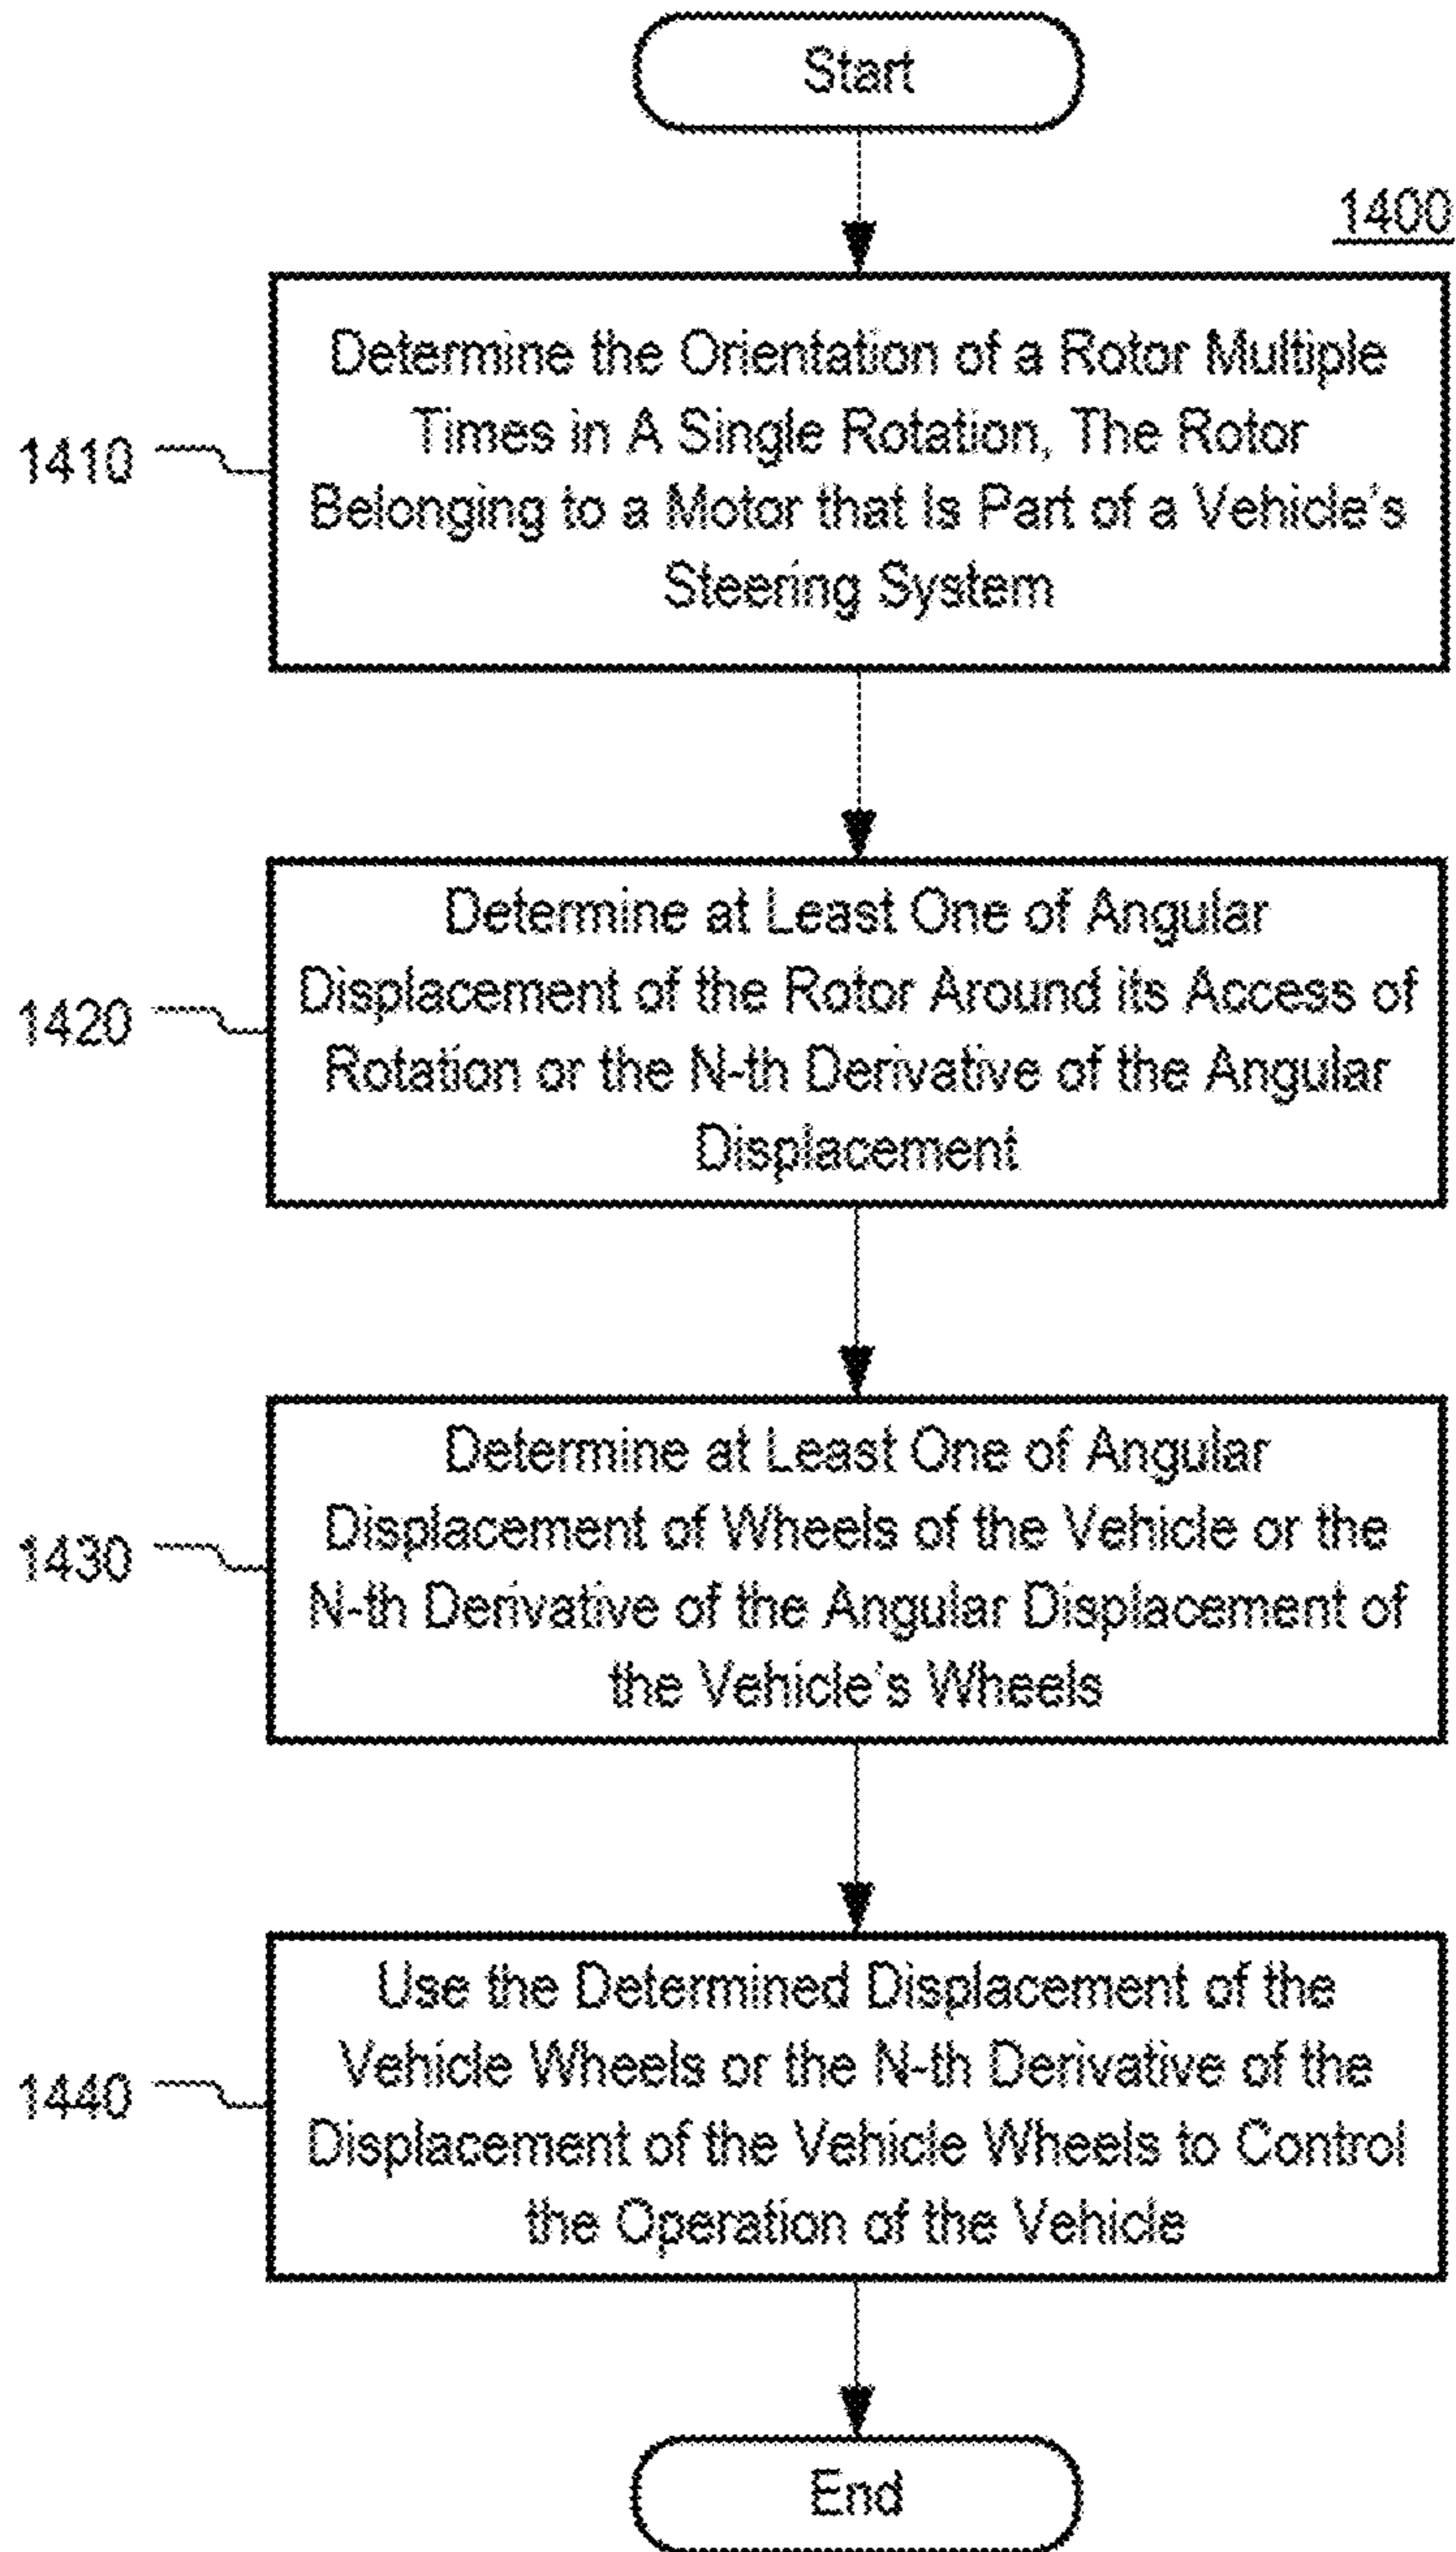 Start
1400
Determine the Orientation of a Rotor Multiple
Times in A Single Rotation, The Rotor
Belonging to a Motor that Is Part of a Vehicle's
Steering System
1410
Determine at Least One of Angular
Displacement of the Rotor Around its Access of
Rotation or the N-th Derivative of the Angular
Displacement
1420
Determine at Least One of Angular
Displacement of Wheels of the Vehicle or the
N-th Derivative of the Angular Displacement of
the Vehicle's Wheels
1430
Use the Determined Displacement of the
Vehicle Wheels or the N-th Derivative of the
Displacement of the Vehicle Wheels to Control
the Operation of the Vehicle
1440
End